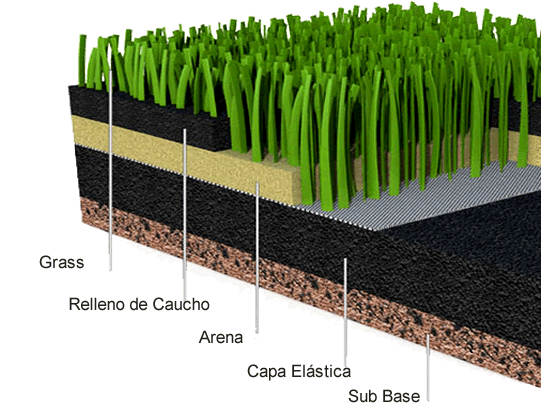 Grass
Relleno de Caucho
Arena
Capa Elástica
Sub Base